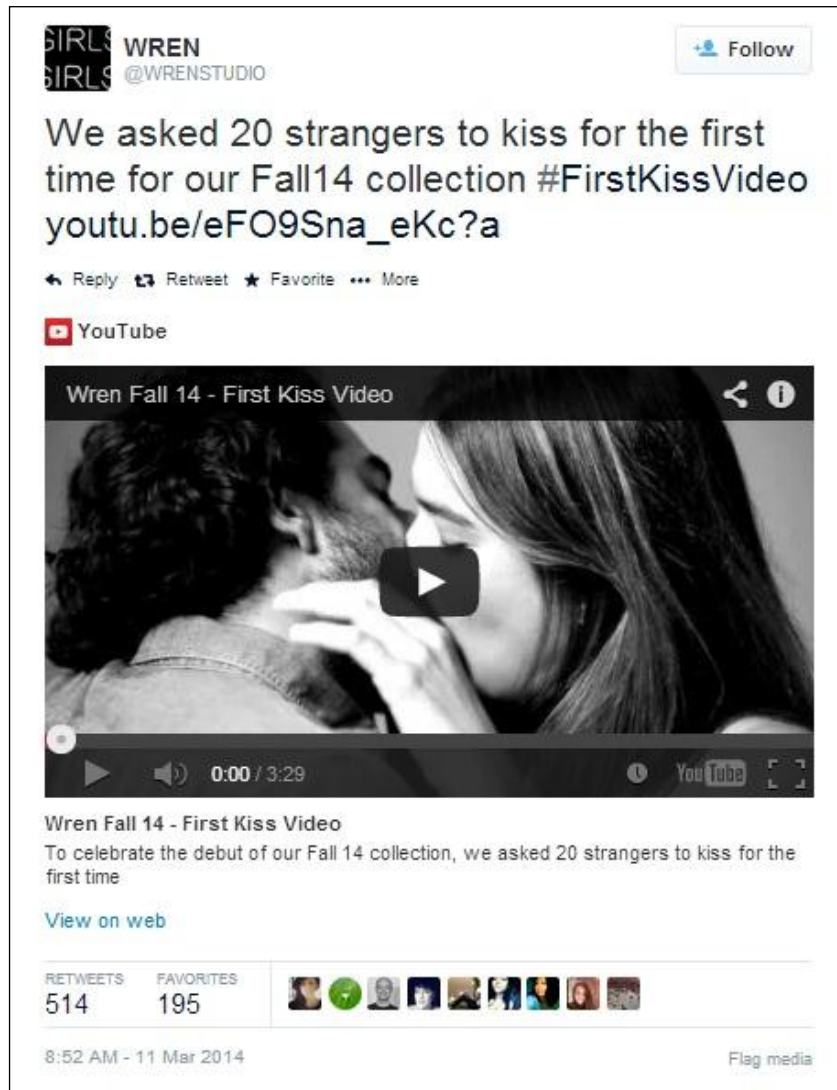 GIRLS
GIRLS
WREN
@WRENSTUDIO
Follow
We asked 20 strangers to kiss for the first
time for our Fall14 collection #FirstKissVideo
youtu.be/eFO9Sna_eKc?a
Reply Retweet Favorite More
YouTube
Wren Fall 14 - First Kiss Video
0:00 / 3:29
YouTube
Wren Fall 14 - First Kiss Video
To celebrate the debut of our Fall 14 collection, we asked 20 strangers to kiss for the
first time
View on web
RETWEETS FAVORITES
514 195
8:52 AM - 11 Mar 2014 Flag media